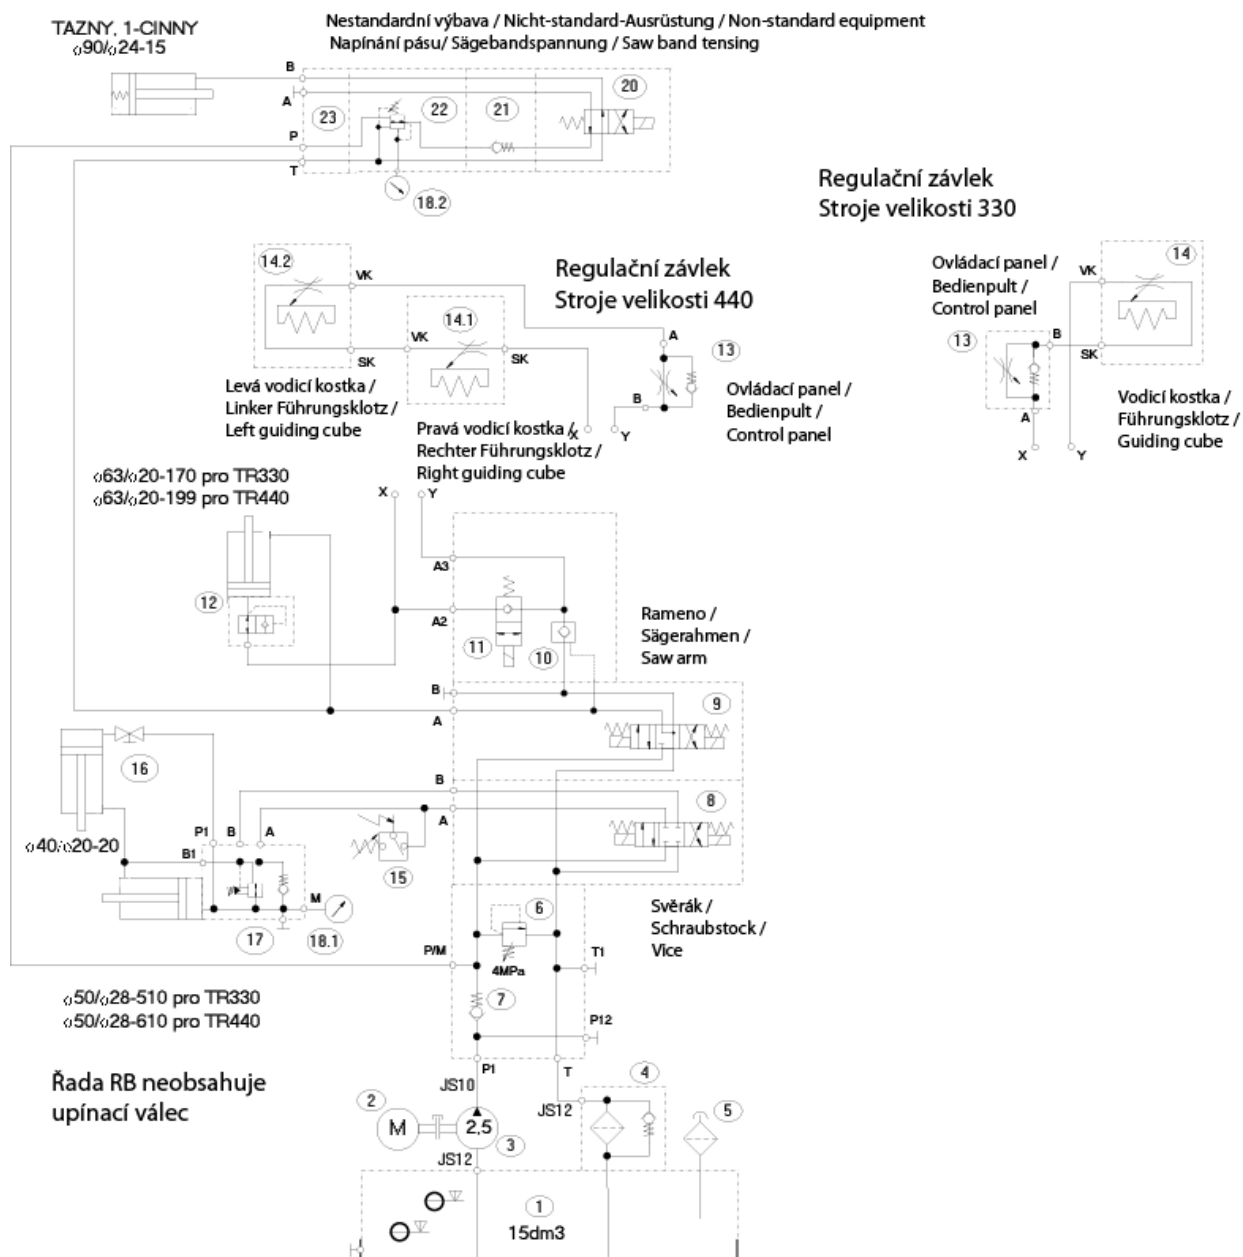 TAZNY, 1-CINNY
⌀90/⌀24-15
Nestandardní výbava / Nicht-standard-Ausrüstung / Non-standard equipment
Napínání pásu/ Sägebandspannung / Saw band tensing
B
A
P
T
23
22
21
20
18.2
Regulační závlek
Stroje velikosti 330
Ovládací panel /
Bedienpult /
Control panel
14
VK
SK
13
B
A
X
Y
Vodicí kostka /
Führungsklotz /
Guiding cube
14.2
VK
SK
Regulační závlek
Stroje velikosti 440
14.1
VK
SK
A
13
B
X
Y
Levá vodicí kostka /
Linker Führungsklotz /
Left guiding cube
Pravá vodicí kostka /
Rechter Führungsklotz /
Right guiding cube
Ovládací panel /
Bedienpult /
Control panel
⌀63/⌀20-170 pro TR330
⌀63/⌀20-199 pro TR440
X
Y
A3
A2
12
11
10
Rameno /
Sägerahmen /
Saw arm
B
A
9
16
B
A
8
⌀40/⌀20-20
P1
B
A
B1
M
15
17
18.1
6
4MPa
Svěrák /
Schraubstock /
Vice
P/M
T1
7
P12
⌀50/⌀28-510 pro TR330
⌀50/⌀28-610 pro TR440
Řada RB neobsahuje
upínací válec
P1
T
JS10
JS12
4
5
2
M
2,5
3
JS12
1
15dm3